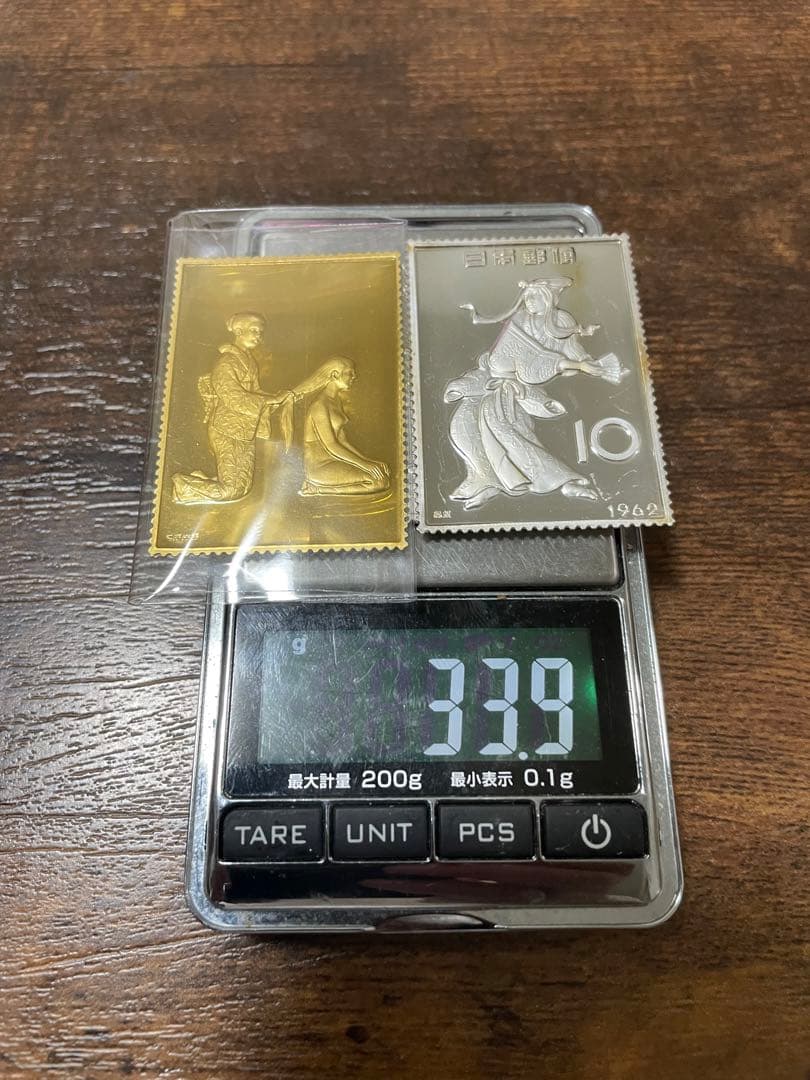 日本郵便
10
1962
g
33.9
最大計量 200g 最小表示 0.1g
TARE UNIT PCS